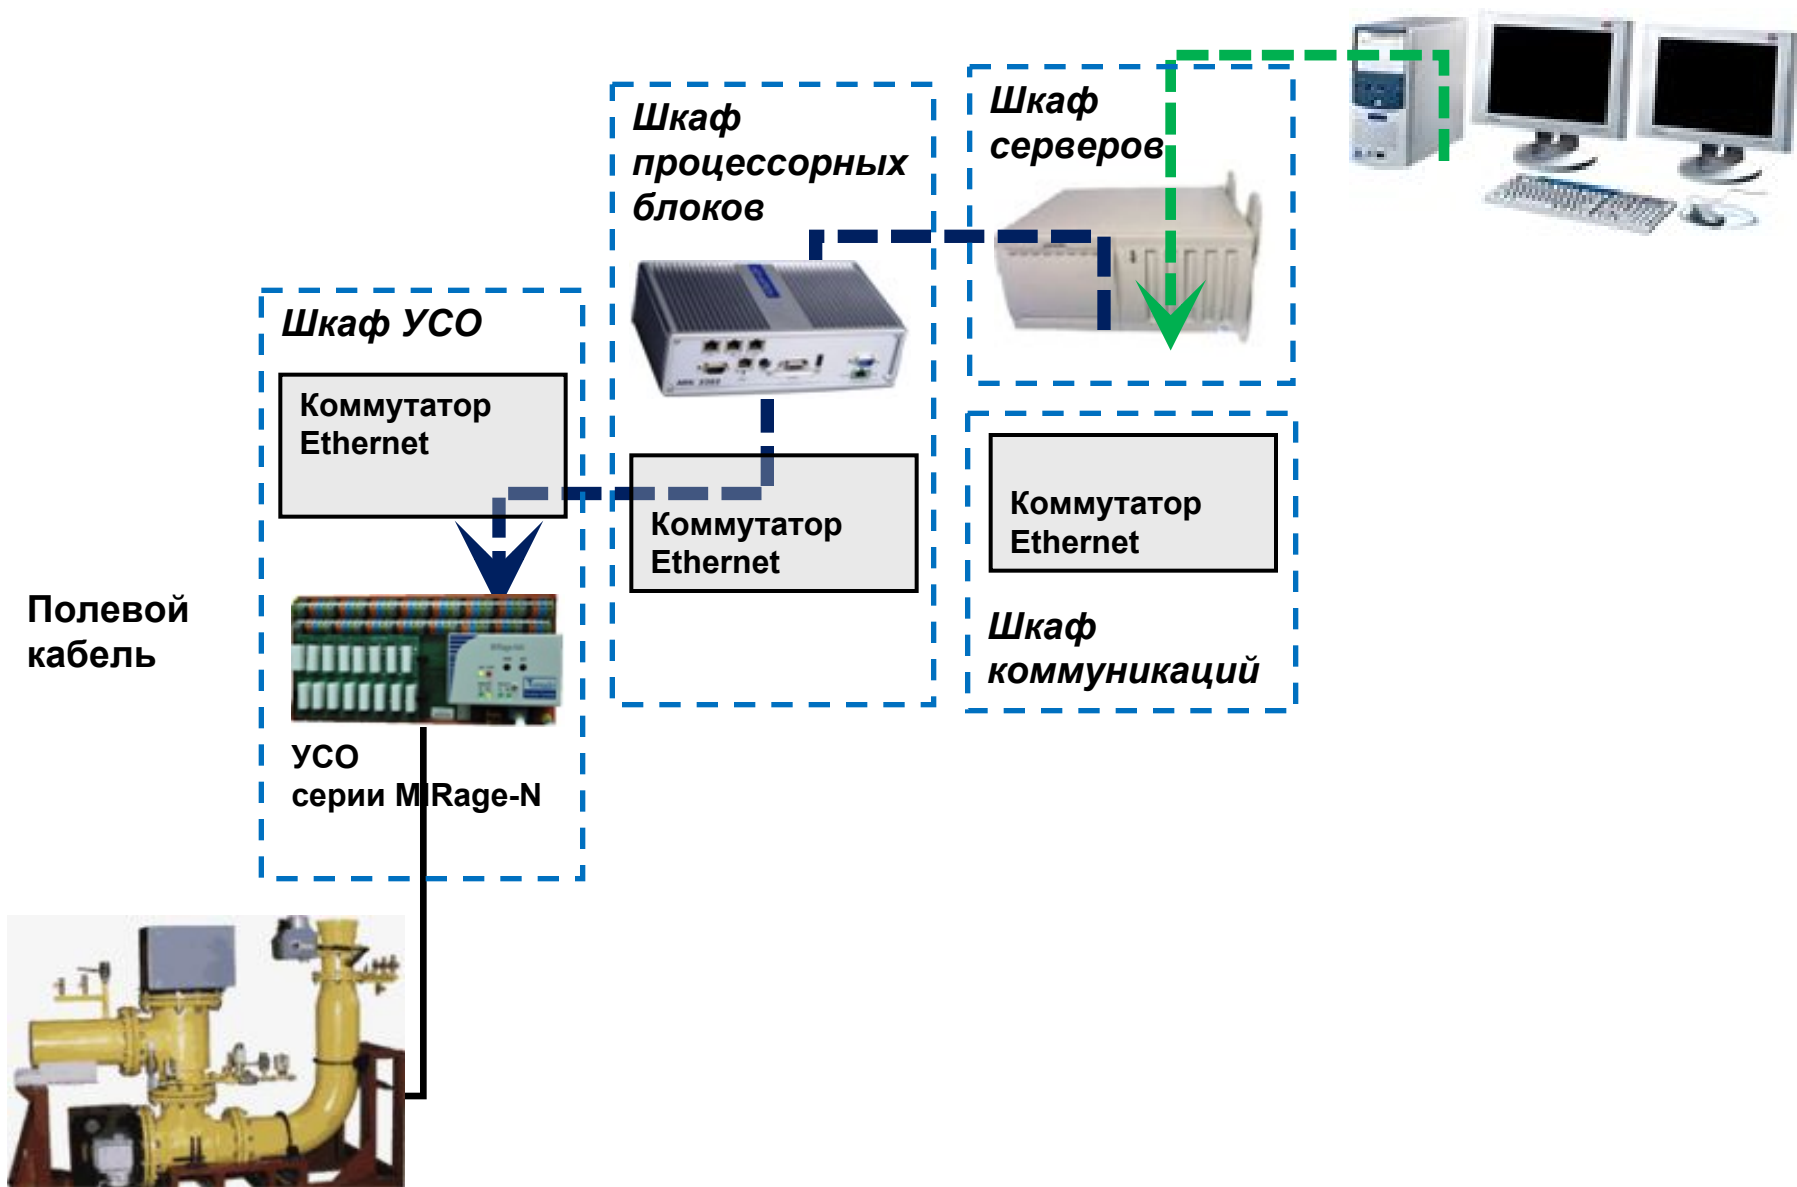 Шкаф
серверов
Шкаф
процессорных
блоков
Шкаф УСО
Коммутатор
Ethernet
Коммутатор
Ethernet
Коммутатор
Ethernet
Шкаф
коммуникаций
Полевой
кабель
УСО
серии MIRage-N